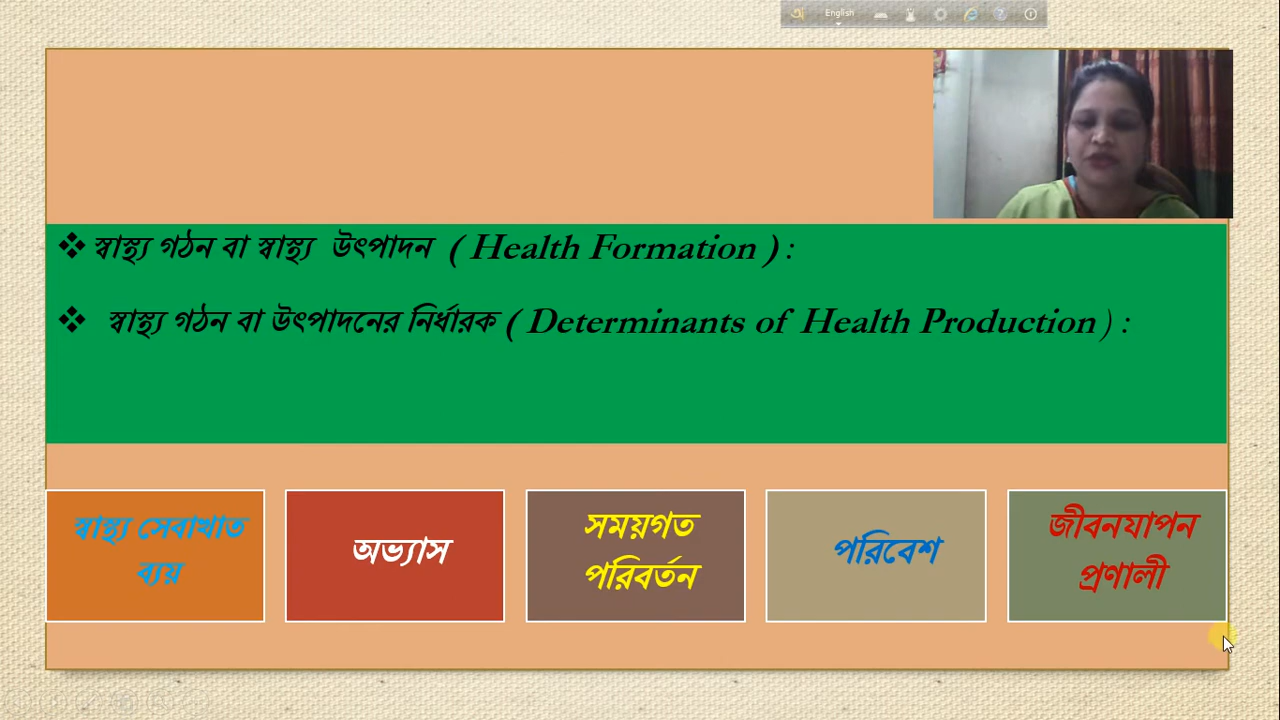 English
❖ স্বাস্থ্য গঠন বা স্বাস্থ্য উৎপাদন ( Health Formation ) :
❖ স্বাস্থ্য গঠন বা উৎপাদনের নির্ধারক ( Determinants of Health Production ) :
স্বাস্থ্য সেবাখাত
ব্যয়
অভ্যাস
সময়গত
পরিবর্তন
পরিবেশ
জীবনযাপন
প্রণালী